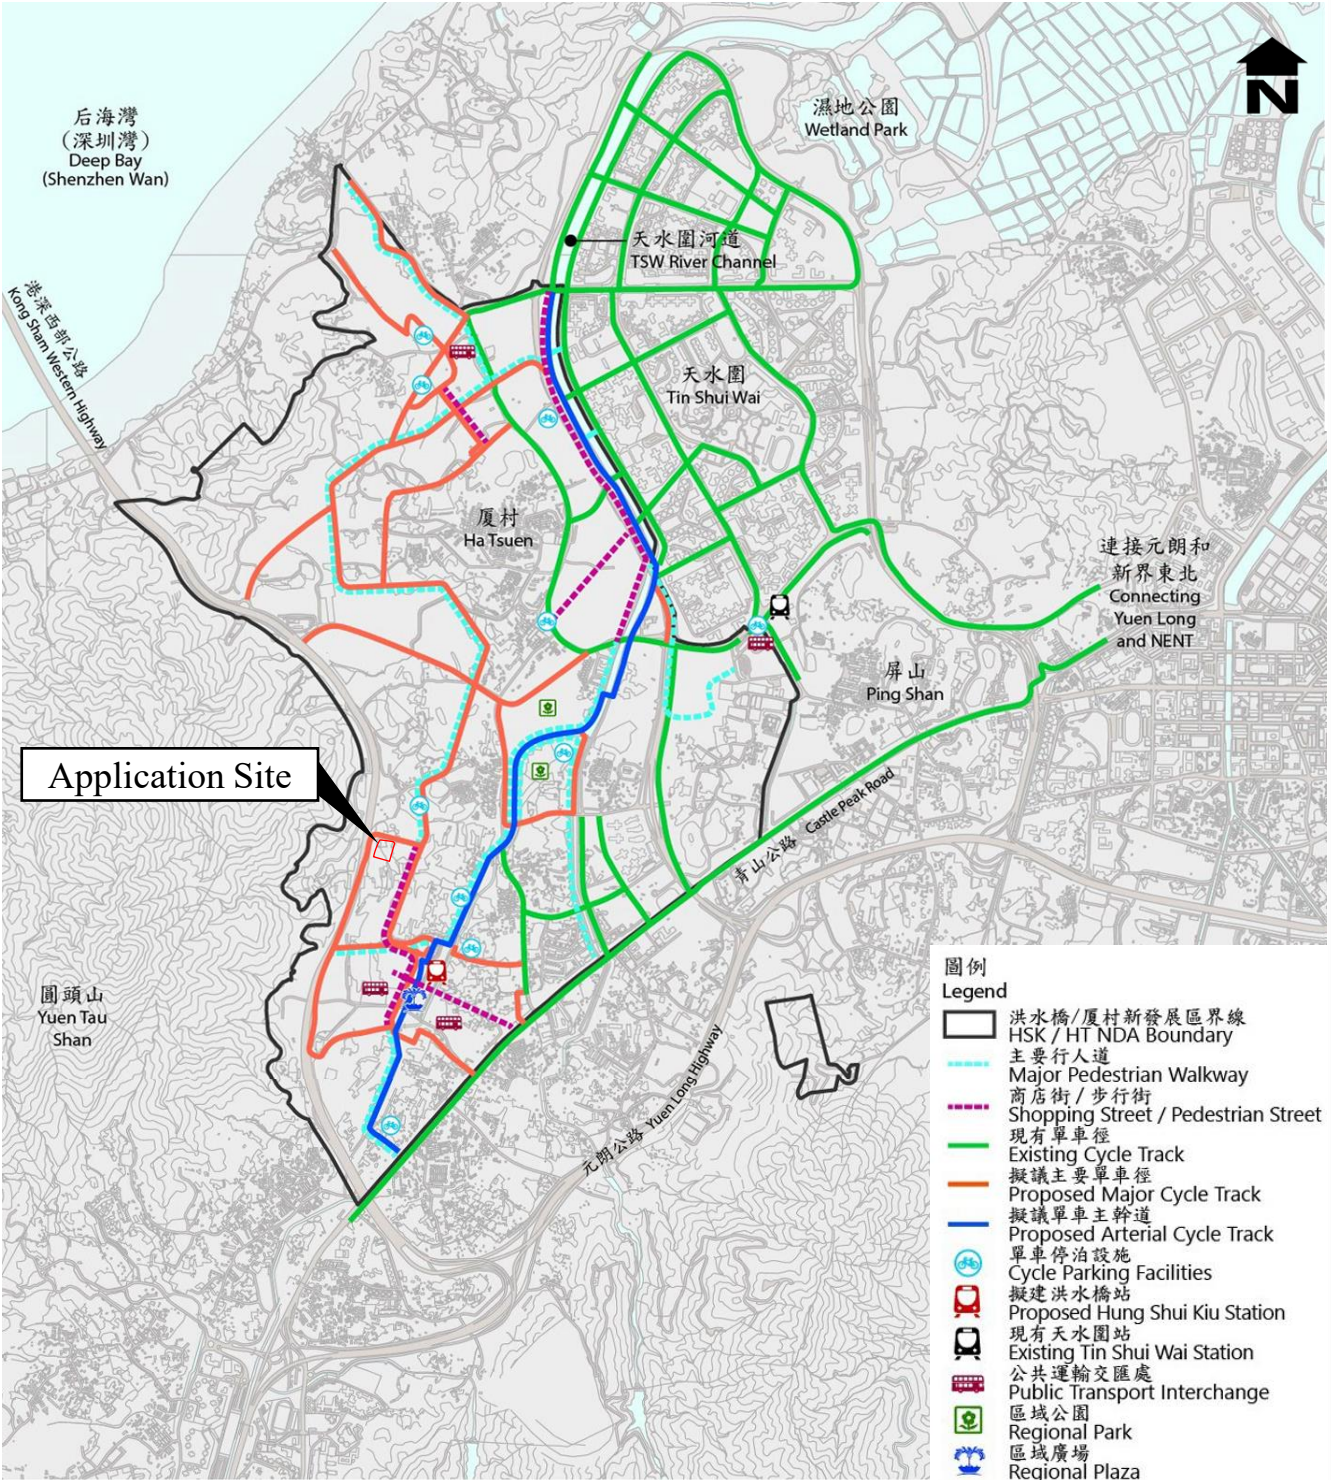 后海灣
(深圳灣)
Deep Bay
(Shenzhen Wan)
濕地公園
Wetland Park
N
天水圍河道
TSW River Channel
港深西部公路
Kong Sham Western Highway
天水圍
Tin Shui Wai
厦村
Ha Tsuen
連接元朗和
新界東北
Connecting
Yuen Long
and NENT
屏山
Ping Shan
Application Site
青山公路 Castle Peak Road
圓頭山
Yuen Tau
Shan
元朗公路 Yuen Long Highway
圖例
Legend
洪水橋/厦村新發展區界線
HSK / HT NDA Boundary
主要行人道
Major Pedestrian Walkway
商店街 / 步行街
Shopping Street / Pedestrian Street
現有單車徑
Existing Cycle Track
擬議主要單車徑
Proposed Major Cycle Track
擬議單車主幹道
Proposed Arterial Cycle Track
單車停泊設施
Cycle Parking Facilities
擬建洪水橋站
Proposed Hung Shui Kiu Station
現有天水圍站
Existing Tin Shui Wai Station
公共運輸交匯處
Public Transport Interchange
區域公園
Regional Park
區域廣場
Regional Plaza